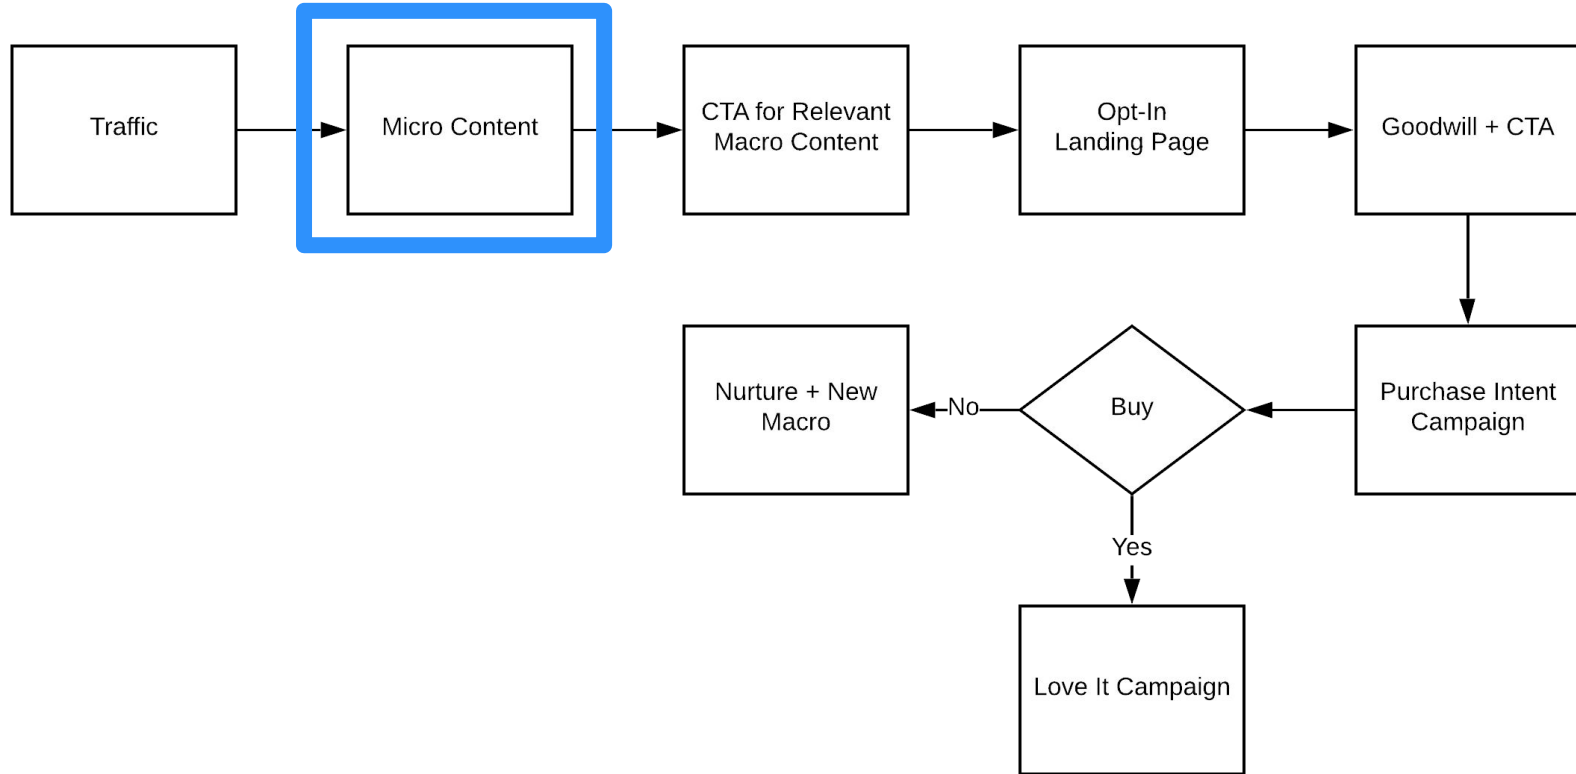 Traffic
Micro Content
CTA for Relevant
Macro Content
Opt-In
Landing Page
Goodwill + CTA
Nurture + New
Macro
No
Buy
Purchase Intent
Campaign
Yes
Love It Campaign